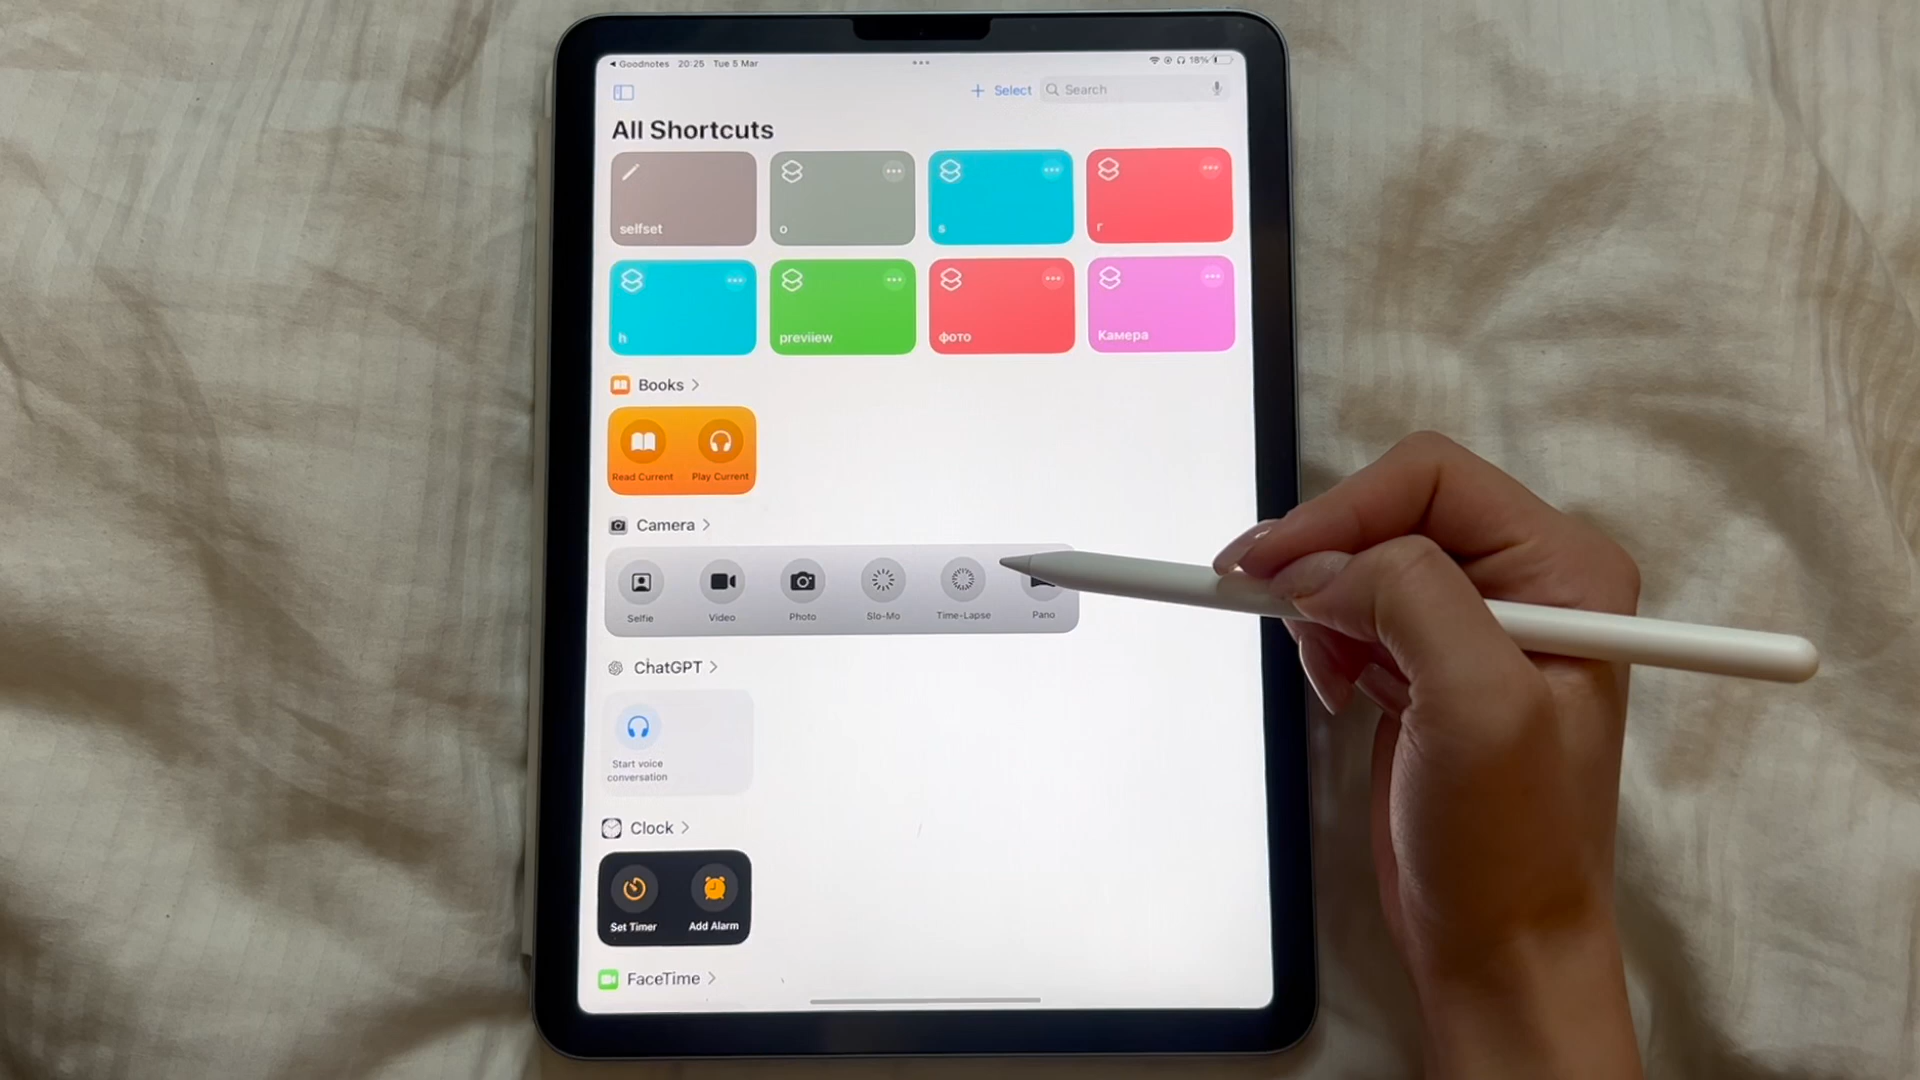 Goodnotes 20:25 Tue 5 Mar 18%
Select Search
All Shortcuts
selfset o s r
h previiew фото Камера
Books
Read Current Play Current
Camera
Selfie Video Photo Slo-Mo Time-Lapse Pano
ChatGPT
Start voice
conversation
Clock
Set Timer Add Alarm
FaceTime